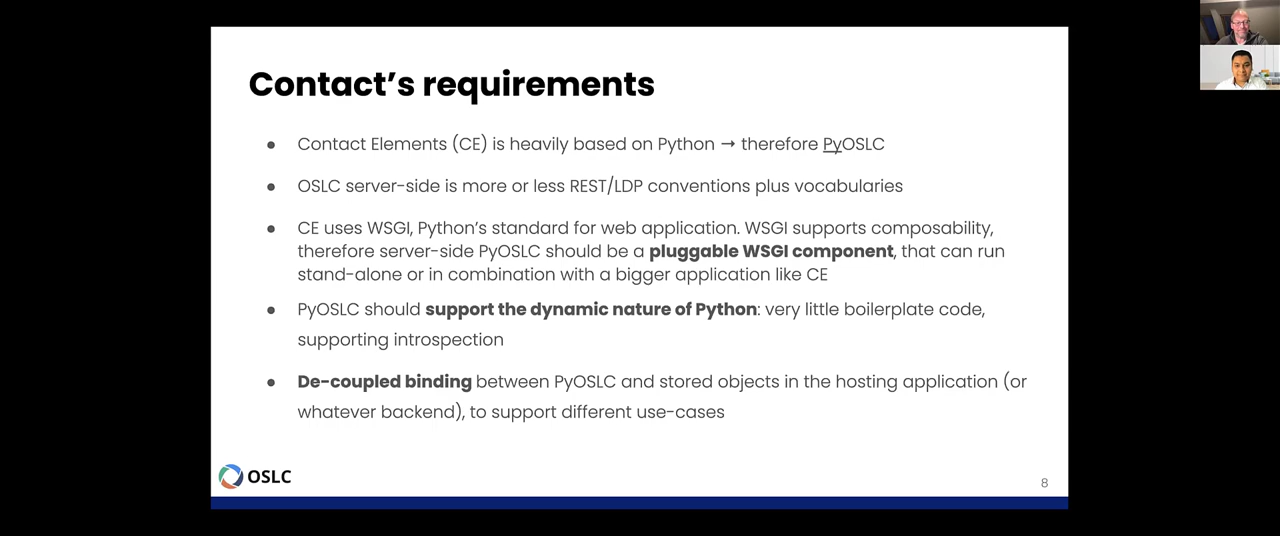 Contact’s requirements
● Contact Elements (CE) is heavily based on Python → therefore PyOSLC
● OSLC server-side is more or less REST/LDP conventions plus vocabularies
● CE uses WSGI, Python’s standard for web application. WSGI supports composability,
therefore server-side PyOSLC should be a pluggable WSGI component, that can run
stand-alone or in combination with a bigger application like CE
● PyOSLC should support the dynamic nature of Python: very little boilerplate code,
supporting introspection
● De-coupled binding between PyOSLC and stored objects in the hosting application (or
whatever backend), to support different use-cases
OSLC
8